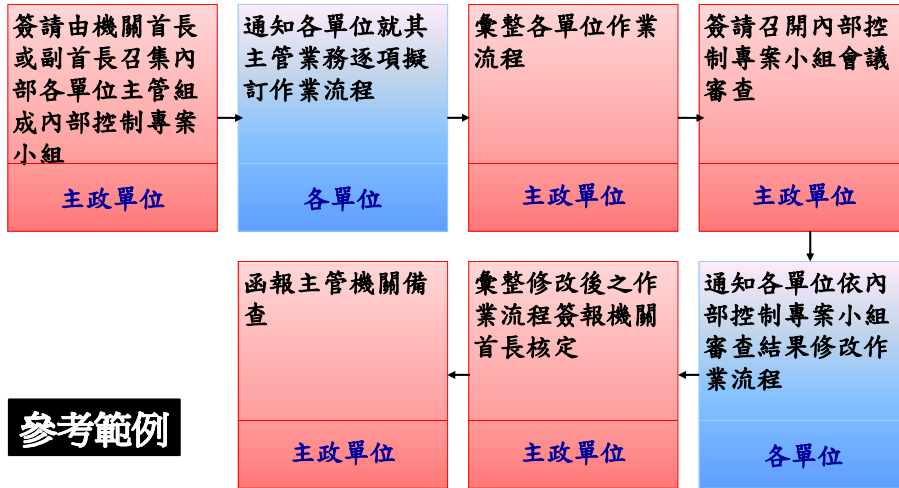 簽請由機關首長
或副首長召集內
部各單位主管組
成內部控制專案
小組
主政單位
通知各單位就其
主管業務逐項擬
訂作業流程
各單位
彙整各單位作業
流程
主政單位
簽請召開內部控
制專案小組會議
審查
主政單位
通知各單位依內
部控制專案小組
審查結果修改作
業流程
各單位
彙整修改後之作
業流程簽報機關
首長核定
主政單位
函報主管機關備
查
主政單位
參考範例